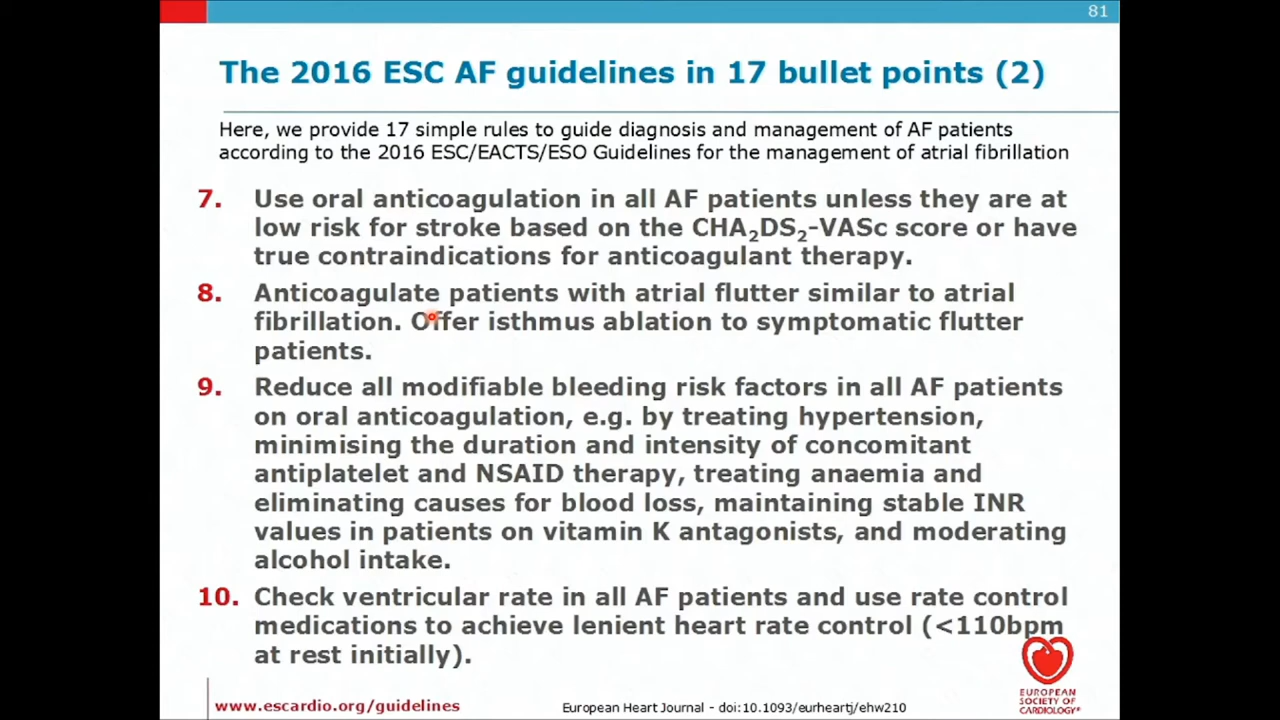 81
The 2016 ESC AF guidelines in 17 bullet points (2)
Here, we provide 17 simple rules to guide diagnosis and management of AF patients
according to the 2016 ESC/EACTS/ESO Guidelines for the management of atrial fibrillation
7. Use oral anticoagulation in all AF patients unless they are at
low risk for stroke based on the CHA₂DS₂-VASc score or have
true contraindications for anticoagulant therapy.
8. Anticoagulate patients with atrial flutter similar to atrial
fibrillation. Offer isthmus ablation to symptomatic flutter
patients.
9. Reduce all modifiable bleeding risk factors in all AF patients
on oral anticoagulation, e.g. by treating hypertension,
minimising the duration and intensity of concomitant
antiplatelet and NSAID therapy, treating anaemia and
eliminating causes for blood loss, maintaining stable INR
values in patients on vitamin K antagonists, and moderating
alcohol intake.
10. Check ventricular rate in all AF patients and use rate control
medications to achieve lenient heart rate control (<110bpm
at rest initially).
www.escardio.org/guidelines
European Heart Journal - doi:10.1093/eurheartj/ehw210
EUROPEAN
SOCIETY OF
CARDIOLOGY®